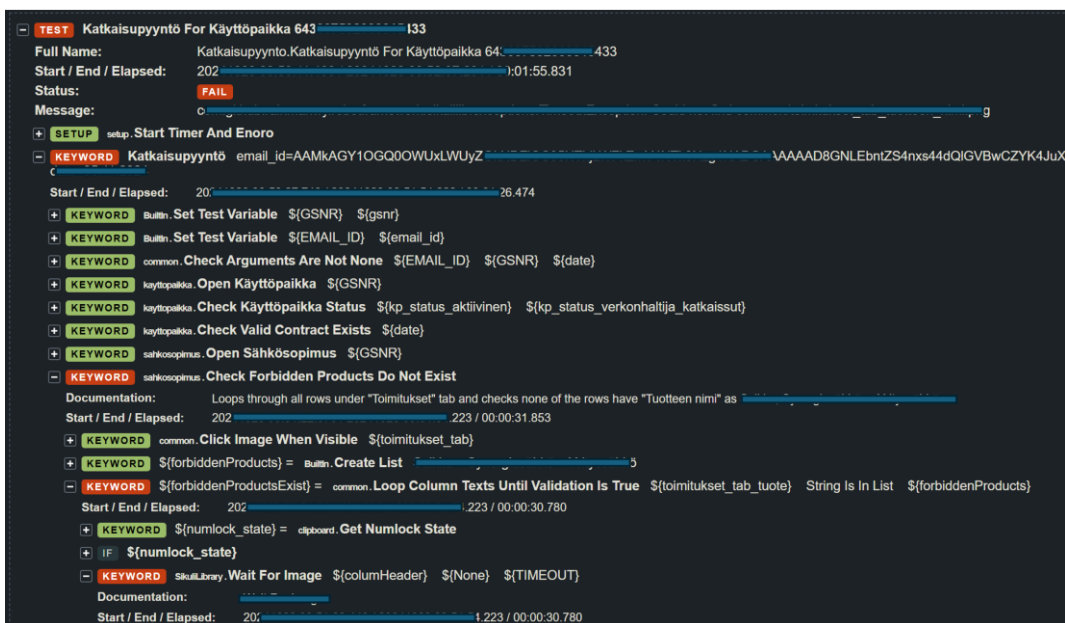 TEST Katkaisupyyntö For Käyttöpaikka 643 433
Full Name: Katkaisupyynto.Katkaisupyyntö For Käyttöpaikka 64 433
Start / End / Elapsed: 202 0:01:55.831
Status: FAIL
Message: c g
SETUP setup.Start Timer And Enoro
KEYWORD Katkaisupyyntö email_id=AAMkAGY1OGQ0OWUxLWUyZ AAAAAD8GNLEbntZS4nxs44dQIGVBwCZYK4JuX
Start / End / Elapsed: 202 26.474
KEYWORD BuiltIn.Set Test Variable ${GSNR} ${gsnr}
KEYWORD BuiltIn.Set Test Variable ${EMAIL_ID} ${email_id}
KEYWORD common.Check Arguments Are Not None ${EMAIL_ID} ${GSNR} ${date}
KEYWORD kayttopaikka.Open Käyttöpaikka ${GSNR}
KEYWORD kayttopaikka.Check Käyttöpaikka Status ${kp_status_aktiivinen} ${kp_status_verkonhaltija_katkaissut}
KEYWORD kayttopaikka.Check Valid Contract Exists ${date}
KEYWORD sahkosopimus.Open Sähkösopimus ${GSNR}
KEYWORD sahkosopimus.Check Forbidden Products Do Not Exist
Documentation: Loops through all rows under "Toimitukset" tab and checks none of the rows have "Tuotteen nimi" as
Start / End / Elapsed: 202 .223 / 00:00:31.853
KEYWORD common.Click Image When Visible ${toimitukset_tab}
KEYWORD ${forbiddenProducts} = BuiltIn.Create List
KEYWORD ${forbiddenProductsExist} = common.Loop Column Texts Until Validation Is True ${toimitukset_tab_tuote} String Is In List ${forbiddenProducts}
Start / End / Elapsed: 202 .223 / 00:00:30.780
KEYWORD ${numlock_state} = clipboard.Get Numlock State
IF ${numlock_state}
KEYWORD SikuliLibrary.Wait For Image ${columHeader} ${None} ${TIMEOUT}
Documentation:
Start / End / Elapsed: 202 4.223 / 00:00:30.780